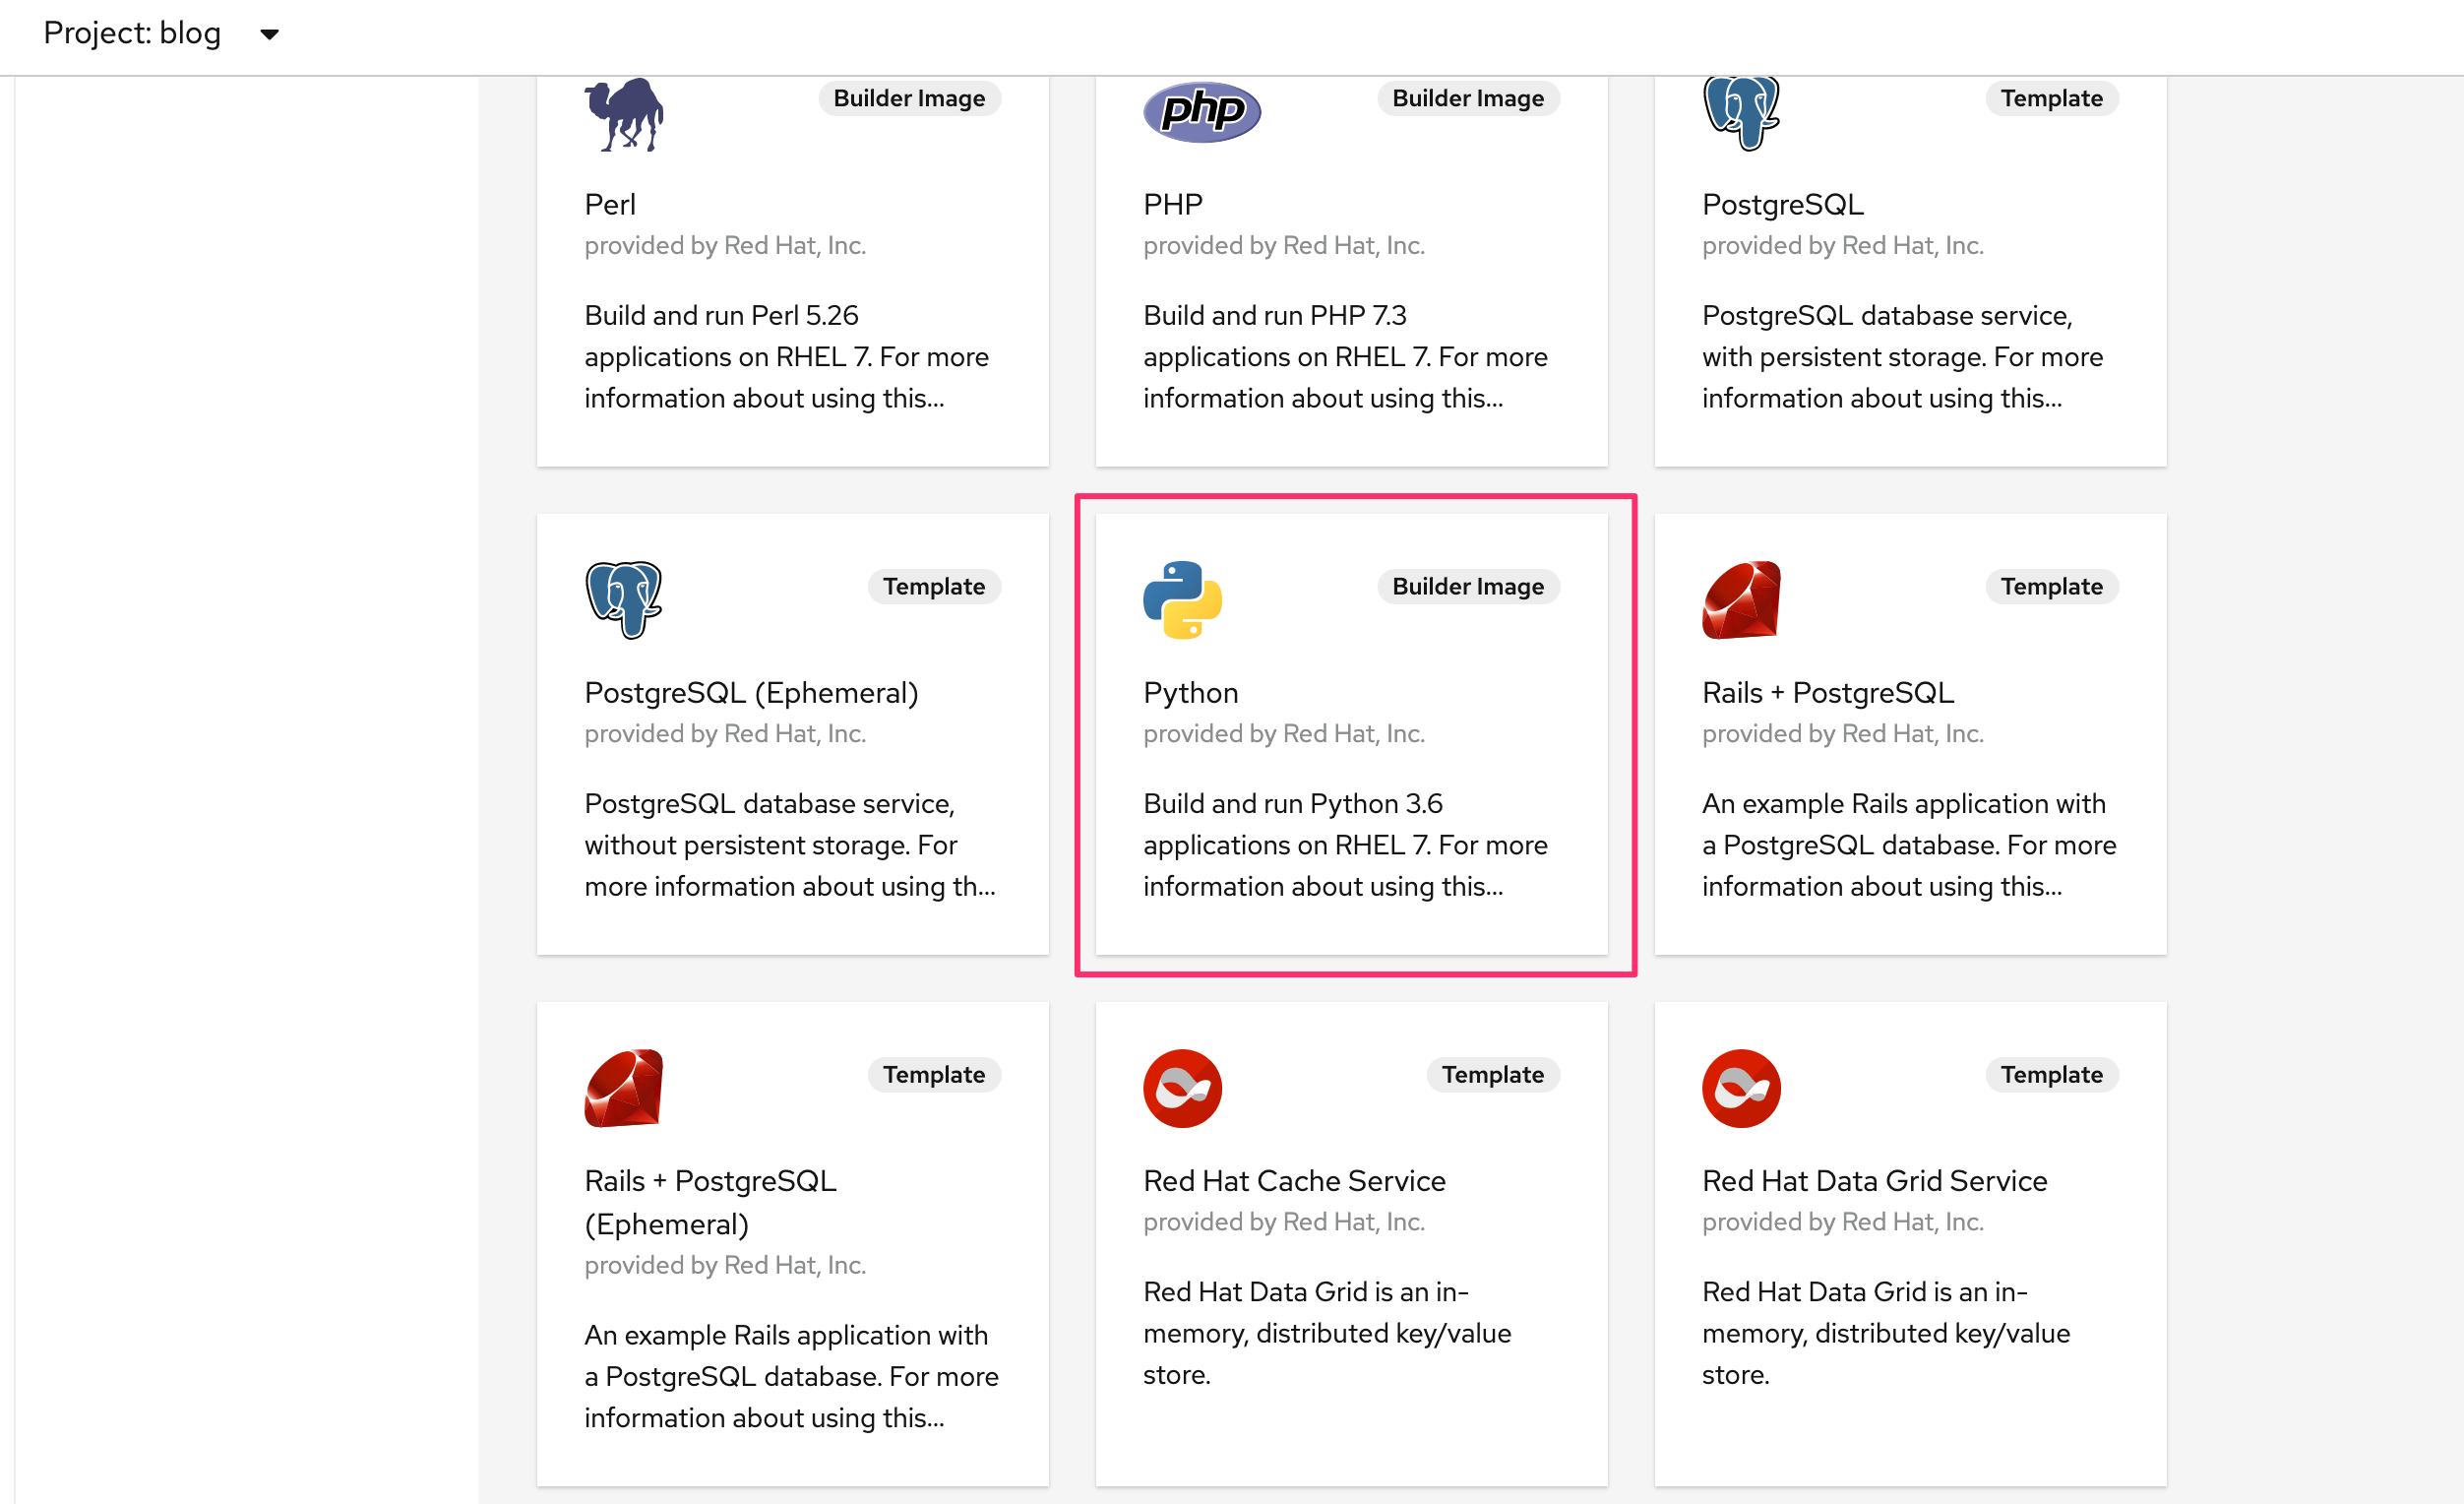 Project: blog
Builder Image
Perl
provided by Red Hat, Inc.
Build and run Perl 5.26
applications on RHEL 7. For more
information about using this...
php
Builder Image
PHP
provided by Red Hat, Inc.
Build and run PHP 7.3
applications on RHEL 7. For more
information about using this...
Template
PostgreSQL
provided by Red Hat, Inc.
PostgreSQL database service,
with persistent storage. For more
information about using this...
Template
PostgreSQL (Ephemeral)
provided by Red Hat, Inc.
PostgreSQL database service,
without persistent storage. For
more information about using th...
Builder Image
Python
provided by Red Hat, Inc.
Build and run Python 3.6
applications on RHEL 7. For more
information about using this...
Template
Rails + PostgreSQL
provided by Red Hat, Inc.
An example Rails application with
a PostgreSQL database. For more
information about using this...
Template
Rails + PostgreSQL
(Ephemeral)
provided by Red Hat, Inc.
An example Rails application with
a PostgreSQL database. For more
information about using this...
Template
Red Hat Cache Service
provided by Red Hat, Inc.
Red Hat Data Grid is an in-
memory, distributed key/value
store.
Template
Red Hat Data Grid Service
provided by Red Hat, Inc.
Red Hat Data Grid is an in-
memory, distributed key/value
store.